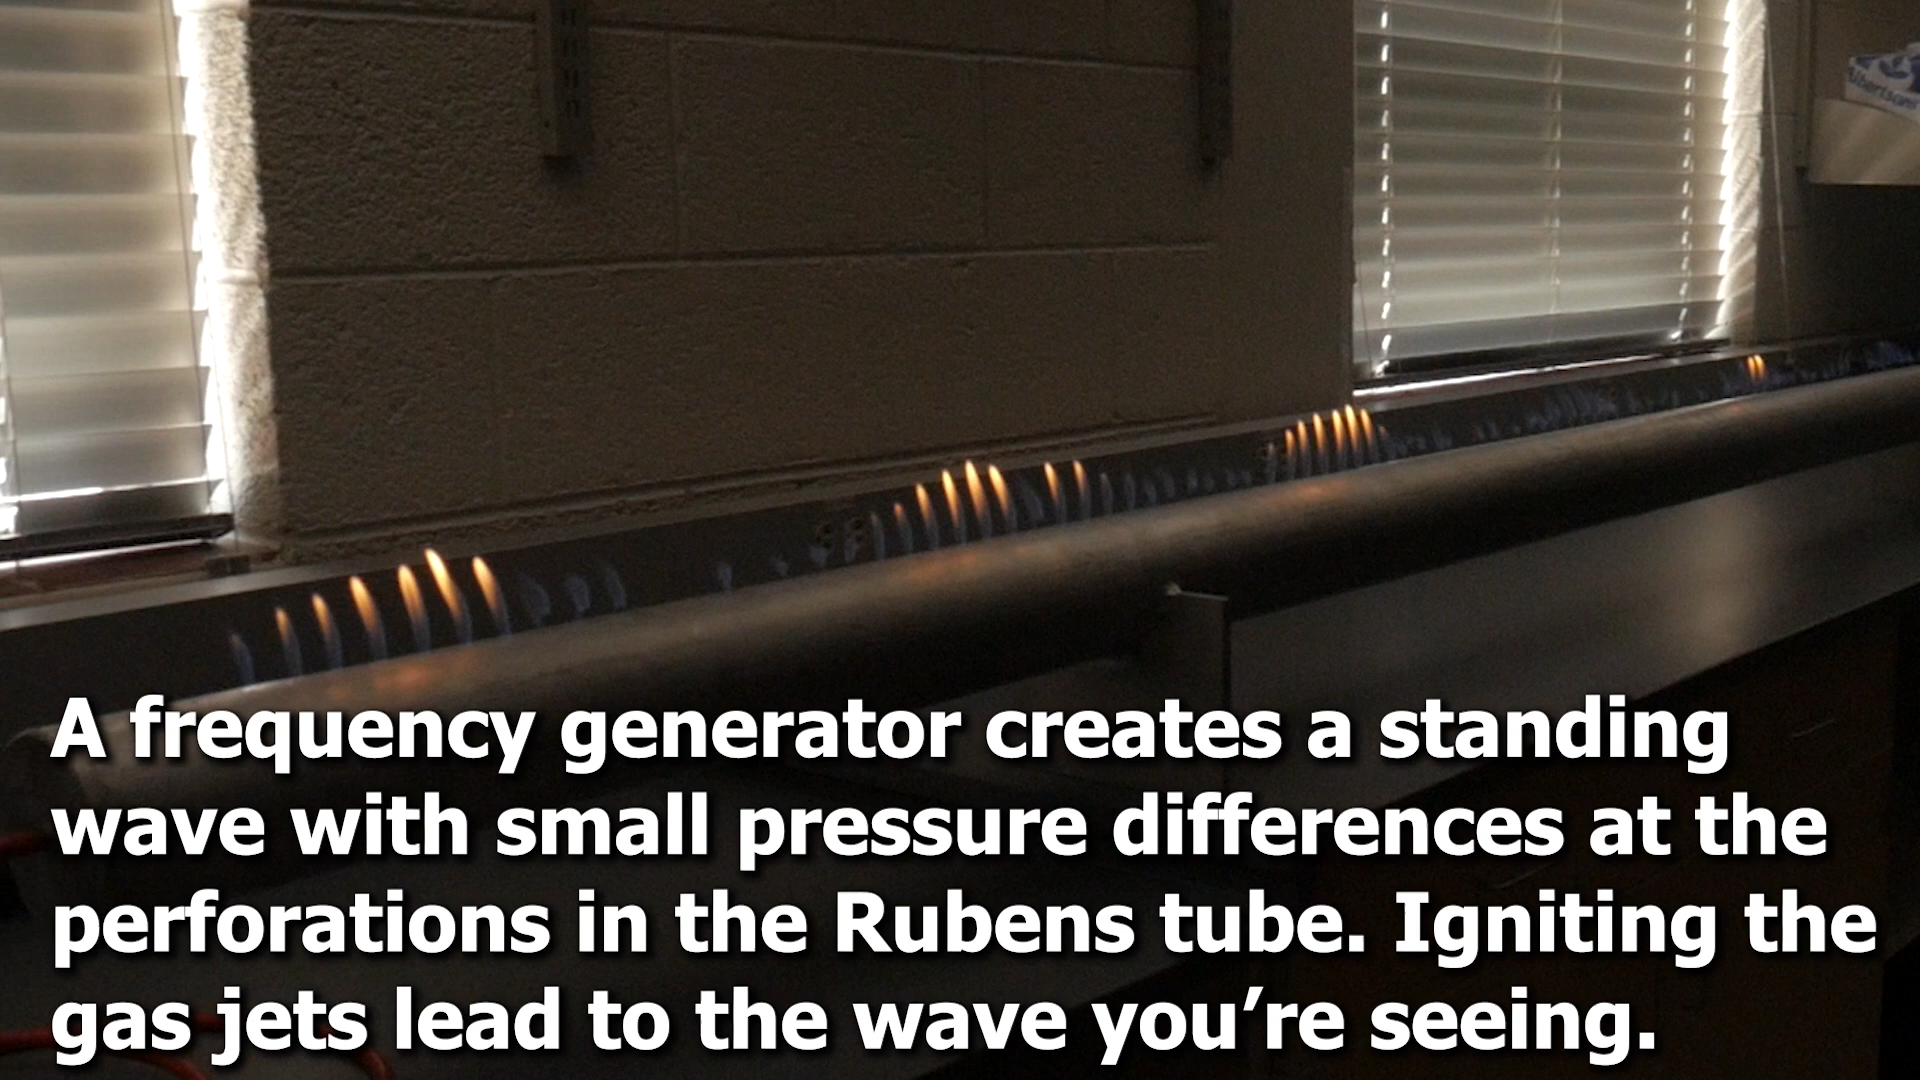 Albertsons
A frequency generator creates a standing
wave with small pressure differences at the
perforations in the Rubens tube. Igniting the
gas jets lead to the wave you’re seeing.